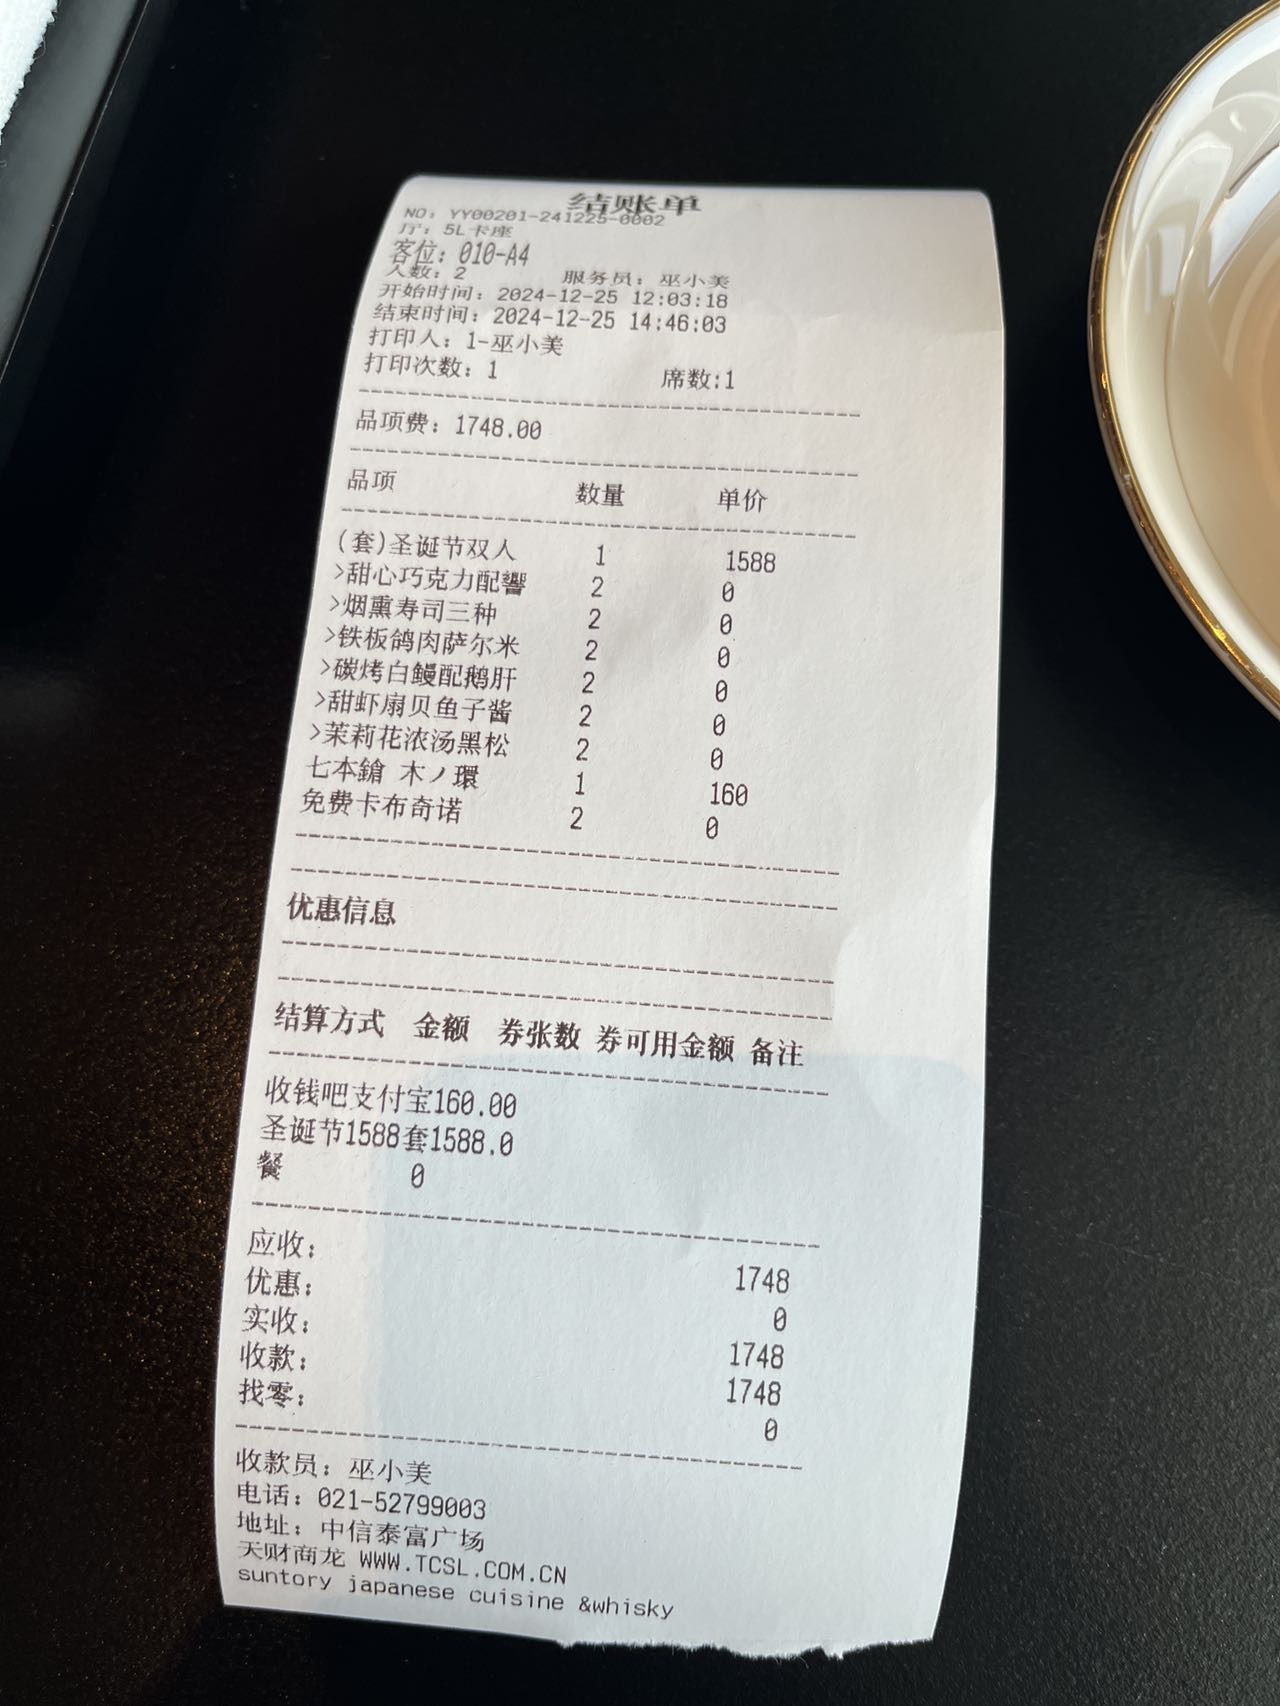 结账单
NO: YY00201-241225-0002
厅: 5L卡座
客位: 010-A4
人数: 2 服务员: 巫小美
开始时间: 2024-12-25 12:03:18
结束时间: 2024-12-25 14:46:03
打印人: 1-巫小美
打印次数: 1 席数:1
品项费: 1748.00
品项 数量 单价
(套)圣诞节双人 1 1588
>甜心巧克力配響 2 0
>烟熏寿司三种 2 0
>铁板鸽肉萨尔米 2 0
>碳烤白鳗配鹅肝 2 0
>甜虾扇贝鱼子酱 2 0
>茉莉花浓汤黑松 2 0
七本鎗 木ノ環 1 160
免费卡布奇诺 2 0
优惠信息
结算方式 金额 券张数 券可用金额 备注
收钱吧支付宝160.00
圣诞节1588套1588.0
餐 0
应收: 1748
优惠: 0
实收: 1748
收款: 1748
找零: 0
收款员: 巫小美
电话: 021-52799003
地址: 中信泰富广场
天财商龙 WWW.TCSL.COM.CN
suntory japanese cuisine &whisky